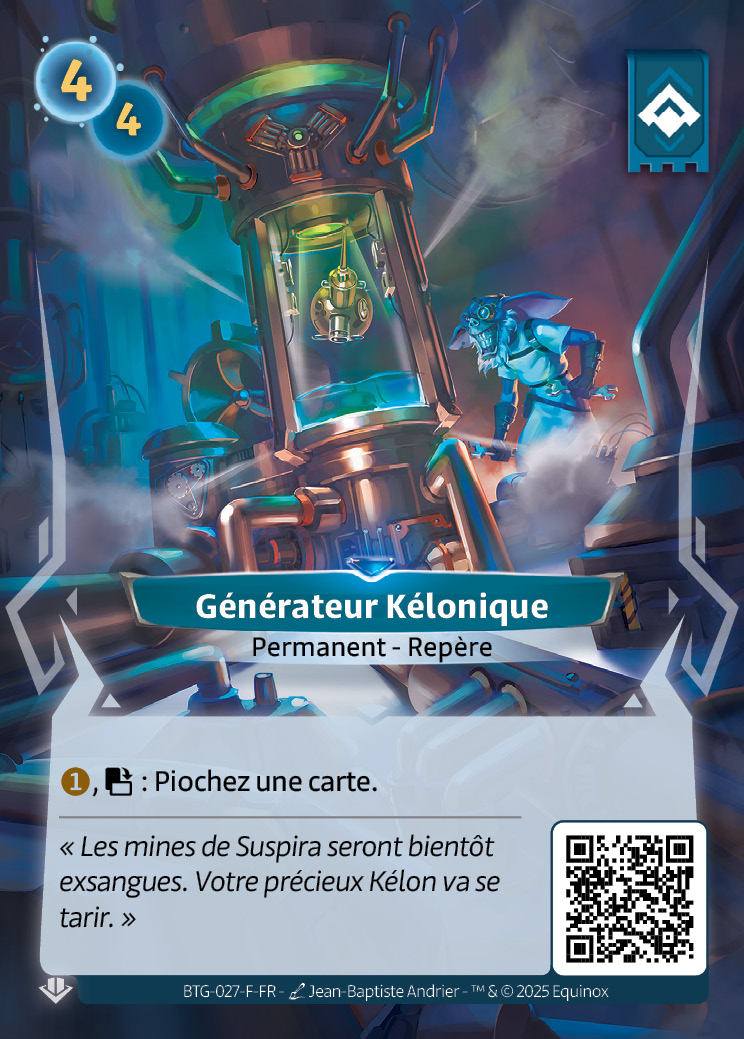 4
4
Générateur Kélonique
Permanent - Repère
1, : Piochez une carte.
« Les mines de Suspira seront bientôt
exsangues. Votre précieux Kélon va se
tarir. »
BTG-027-F-FR - Jean-Baptiste Andrier - ™ & © 2025 Equinox